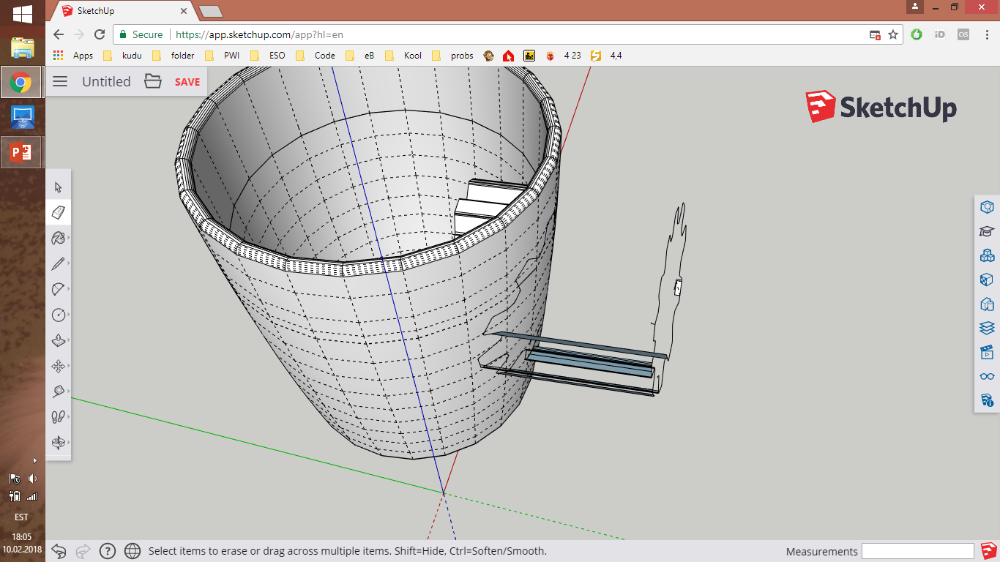 SketchUp
Secure https://app.sketchup.com/app?hl=en
Apps kudu folder PWI ESO Code eB Kool probs 4 23 4,4
Untitled SAVE
SketchUp
EST
18:05
10.02.2018
Select items to erase or drag across multiple items. Shift=Hide, Ctrl=Soften/Smooth.
Measurements